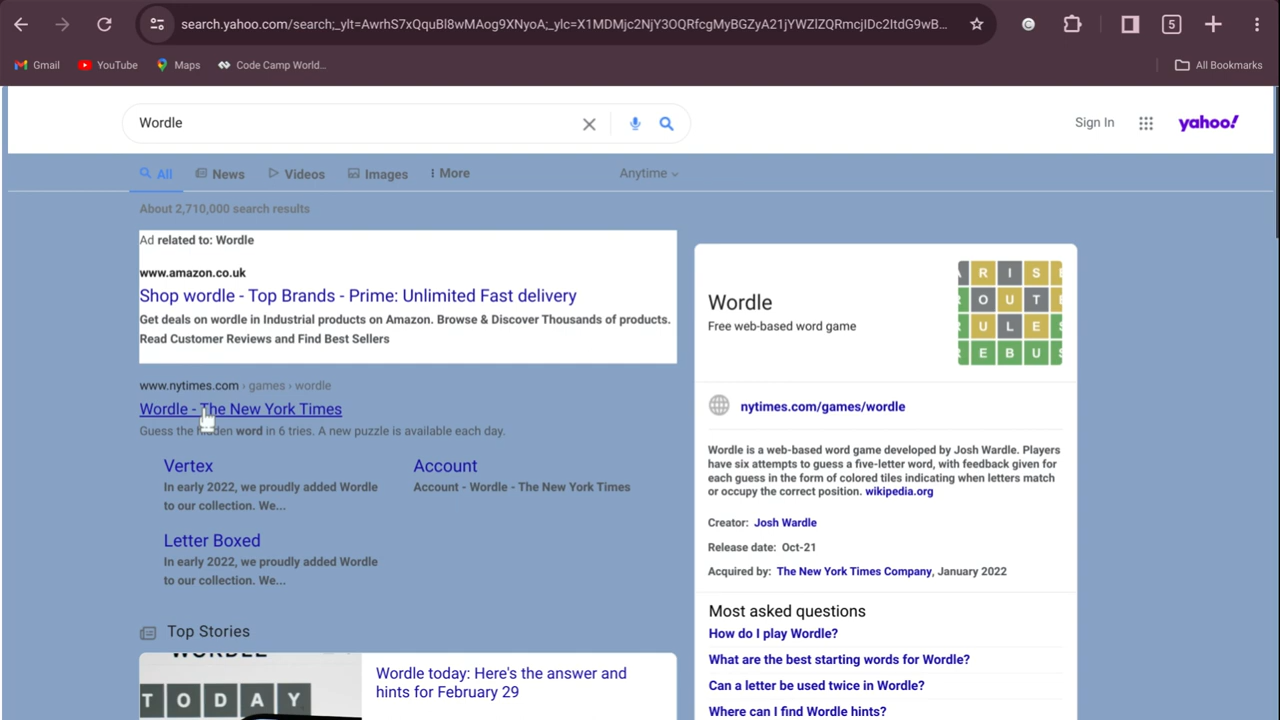 search.yahoo.com/search;_ylt=AwrhS7xQquBl8wMAog9XNyoA;_ylc=X1MDMjc2NjY3OQRfcgMyBGZyA21jYWZlZQRmcjIDc2ItdG9wB...
5
Gmail
YouTube
Maps
Code Camp World...
All Bookmarks
Wordle
Sign In
yahoo!
All
News
Videos
Images
More
Anytime
About 2,710,000 search results
Ad related to: Wordle
www.amazon.co.uk
Shop wordle - Top Brands - Prime: Unlimited Fast delivery
Get deals on wordle in Industrial products on Amazon. Browse & Discover Thousands of products.
Read Customer Reviews and Find Best Sellers
www.nytimes.com › games › wordle
Wordle - The New York Times
Guess the hidden word in 6 tries. A new puzzle is available each day.
Vertex
In early 2022, we proudly added Wordle
to our collection. We...
Account
Account - Wordle - The New York Times
Letter Boxed
In early 2022, we proudly added Wordle
to our collection. We...
Top Stories
WORDLE
TODAY
Wordle today: Here's the answer and
hints for February 29
Wordle
Free web-based word game
A R I S E
R O U T E
R U L E S
R E B U S
nytimes.com/games/wordle
Wordle is a web-based word game developed by Josh Wardle. Players
have six attempts to guess a five-letter word, with feedback given for
each guess in the form of colored tiles indicating when letters match
or occupy the correct position. wikipedia.org
Creator: Josh Wardle
Release date: Oct-21
Acquired by: The New York Times Company, January 2022
Most asked questions
How do I play Wordle?
What are the best starting words for Wordle?
Can a letter be used twice in Wordle?
Where can I find Wordle hints?